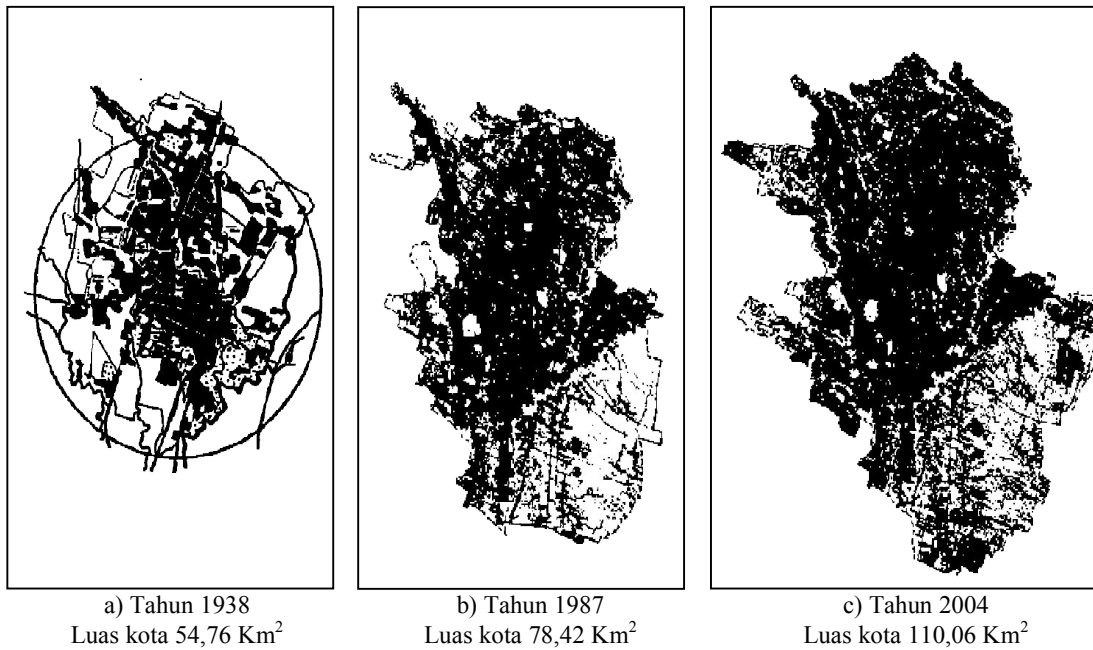 a) Tahun 1938
Luas kota 54,76 Km²
b) Tahun 1987
Luas kota 78,42 Km²
c) Tahun 2004
Luas kota 110,06 Km²